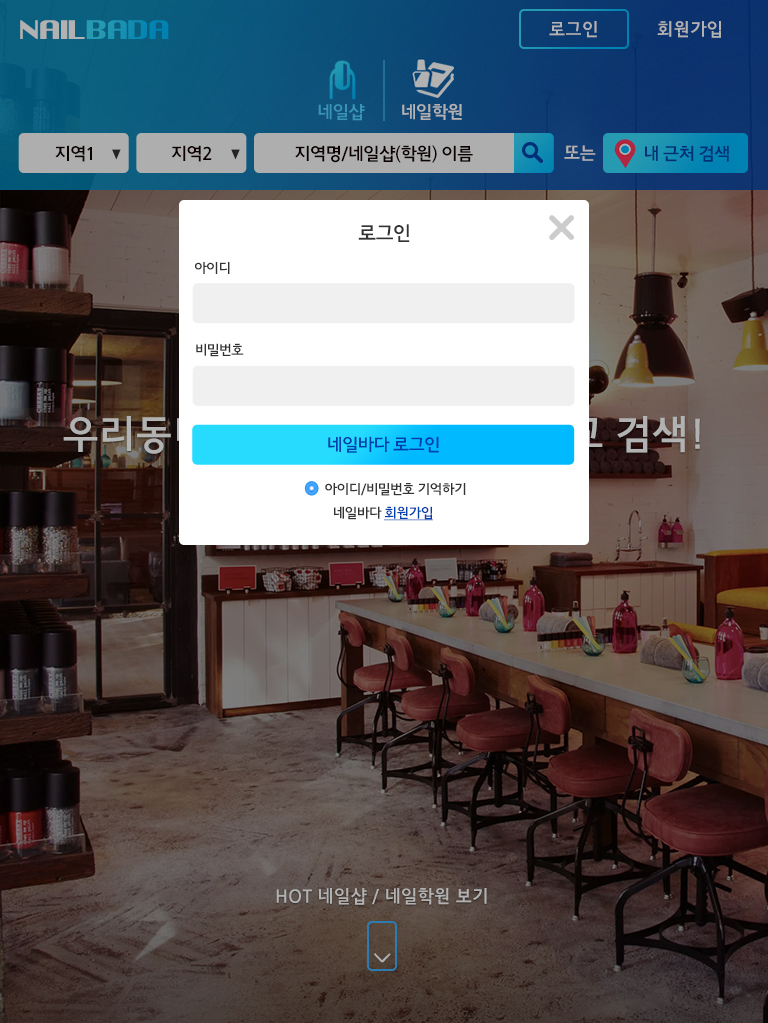 NAILBADA
로그인
회원가입
네일샵
네일학원
지역1
지역2
지역명/네일샵(학원) 이름
또는
내 근처 검색
로그인
아이디
비밀번호
네일바다 로그인
아이디/비밀번호 기억하기
네일바다 회원가입
우리동 검색!
HOT 네일샵 / 네일학원 보기